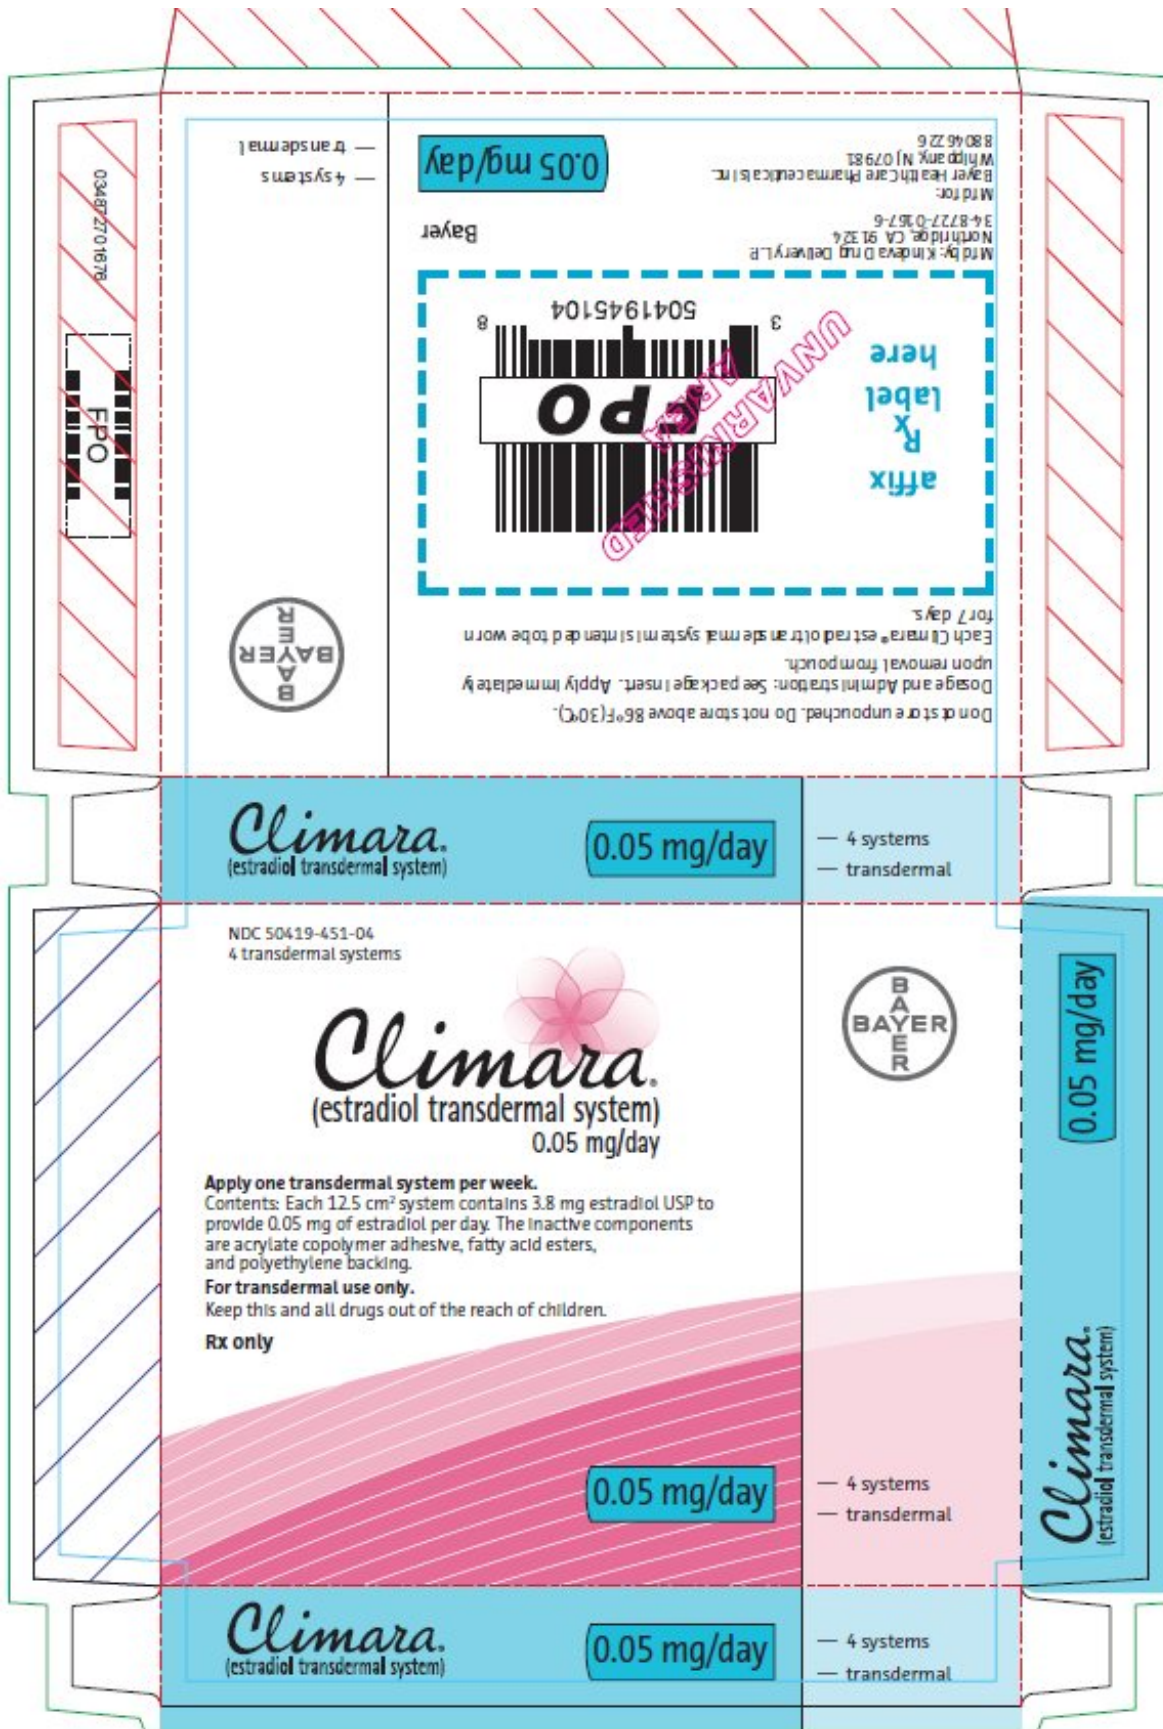 034872701676
FPO
Do not store unpouched. Do not store above 86°F(30°C).
Dosage and Administration: See package insert. Apply immediately
upon removal from pouch.
Each Climara® estradiol transdermal system is intended to be worn
for 7 days.
affix
Rx
label
here
FPO
UNVARNISHED
AREA
3 5041945104 8
Mfd by: Kindeva Drug Delivery L.P.
Northridge, CA 91324
34-8727-0167-6
Bayer
Mfd for:
Bayer HealthCare Pharmaceuticals Inc.
Whippany, NJ 07981
88046226
0.05 mg/day
BAYER
BAYER
— 4 systems
— transdermal
Climara®
(estradiol transdermal system)
0.05 mg/day
— 4 systems
— transdermal
NDC 50419-451-04
4 transdermal systems
Climara®
(estradiol transdermal system)
0.05 mg/day
Apply one transdermal system per week.
Contents: Each 12.5 cm² system contains 3.8 mg estradiol USP to
provide 0.05 mg of estradiol per day. The inactive components
are acrylate copolymer adhesive, fatty acid esters,
and polyethylene backing.
For transdermal use only.
Keep this and all drugs out of the reach of children.
Rx only
0.05 mg/day
BAYER
BAYER
— 4 systems
— transdermal
Climara®
(estradiol transdermal system)
0.05 mg/day
Climara®
(estradiol transdermal system)
0.05 mg/day
— 4 systems
— transdermal